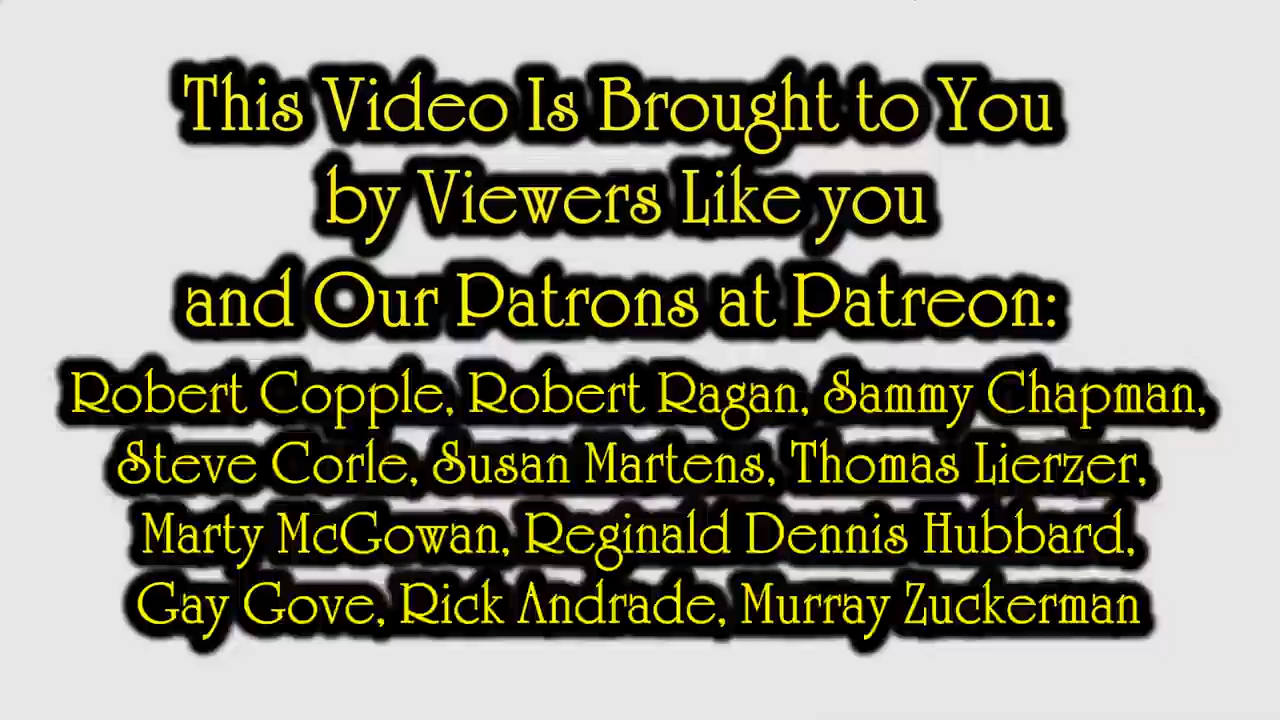 This Video Is Brought to You
by Viewers Like you
and Our Patrons at Patreon:
Robert Copple, Robert Ragan, Sammy Chapman,
Steve Corle, Susan Martens, Thomas Lierzer,
Marty McGowan, Reginald Dennis Hubbard,
Gay Gove, Rick Andrade, Murray Zuckerman